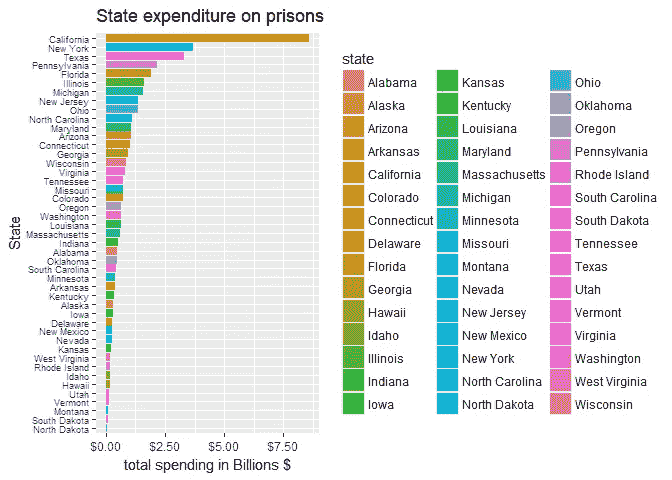 State expenditure on prisons
State
California
New York
Texas
Pennsylvania
Florida
Illinois
Michigan
New Jersey
Ohio
North Carolina
Maryland
Arizona
Connecticut
Georgia
Wisconsin
Virginia
Tennessee
Missouri
Colorado
Oregon
Washington
Louisiana
Massachusetts
Indiana
Alabama
Oklahoma
South Carolina
Minnesota
Arkansas
Kentucky
Alaska
Iowa
Delaware
New Mexico
Nevada
Kansas
West Virginia
Rhode Island
Idaho
Hawaii
Utah
Vermont
Montana
South Dakota
North Dakota
$0.00 $2.50 $5.00 $7.50
total spending in Billions $
state
Alabama
Alaska
Arizona
Arkansas
California
Colorado
Connecticut
Delaware
Florida
Georgia
Hawaii
Idaho
Illinois
Indiana
Iowa
Kansas
Kentucky
Louisiana
Maryland
Massachusetts
Michigan
Minnesota
Missouri
Montana
Nevada
New Jersey
New Mexico
New York
North Carolina
North Dakota
Ohio
Oklahoma
Oregon
Pennsylvania
Rhode Island
South Carolina
South Dakota
Tennessee
Texas
Utah
Vermont
Virginia
Washington
West Virginia
Wisconsin